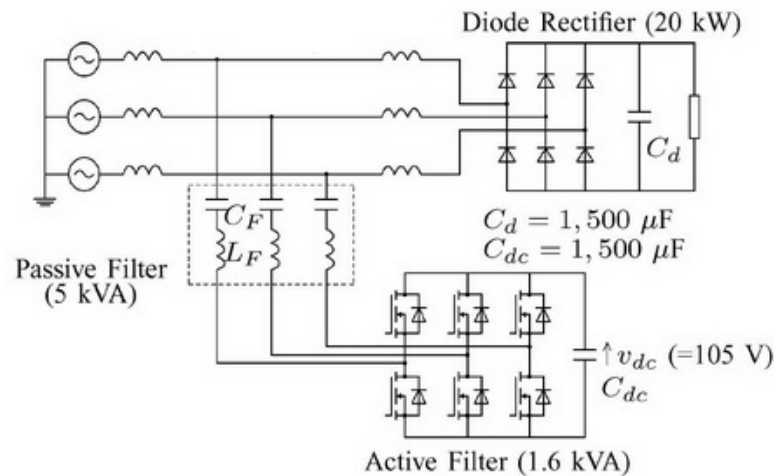 Diode Rectifier (20 kW)
C_d
C_d = 1, 500 μF
C_dc = 1, 500 μF
C_F
L_F
Passive Filter
(5 kVA)
↑ v_dc (=105 V)
C_dc
Active Filter (1.6 kVA)